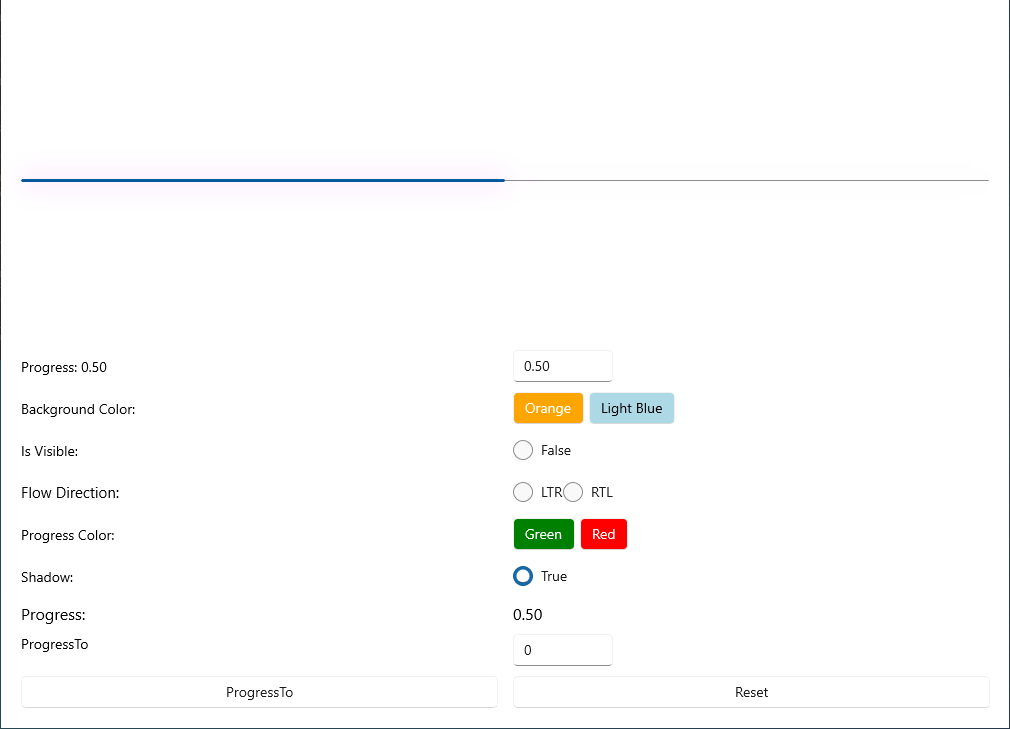 Progress: 0.50 0.50
Background Color: Orange Light Blue
Is Visible: False
Flow Direction: LTR RTL
Progress Color: Green Red
Shadow: True
Progress: 0.50
ProgressTo 0
ProgressTo Reset